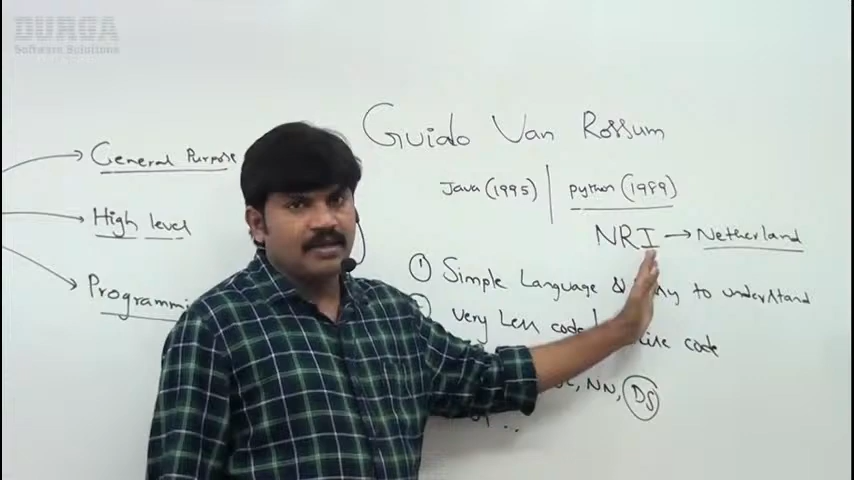 DURGA
Software Solutions
General Purpose
High level
Guido Van Rossum
Java (1995) python (1989)
NRI → Netherland
① Simple Language & to understand
very Less code code
NN, DS
...